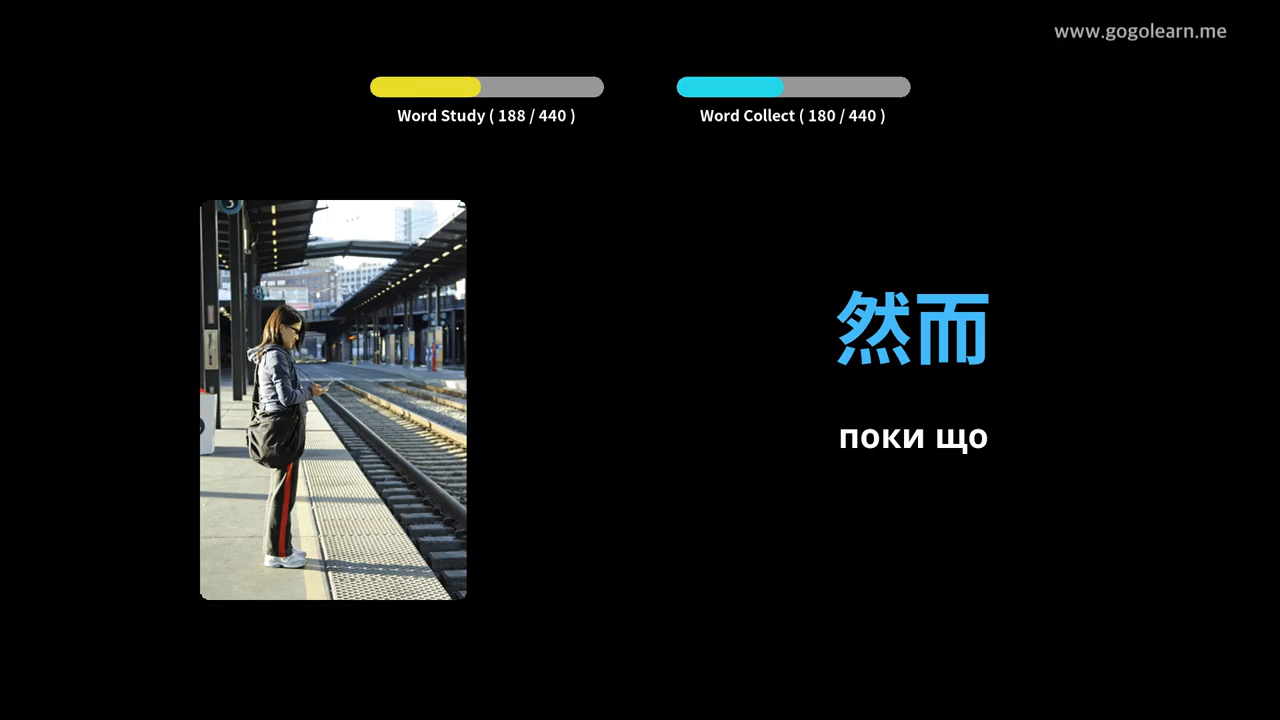 www.gogolearn.me
Word Study ( 188 / 440 )
Word Collect ( 180 / 440 )
然而
поки що